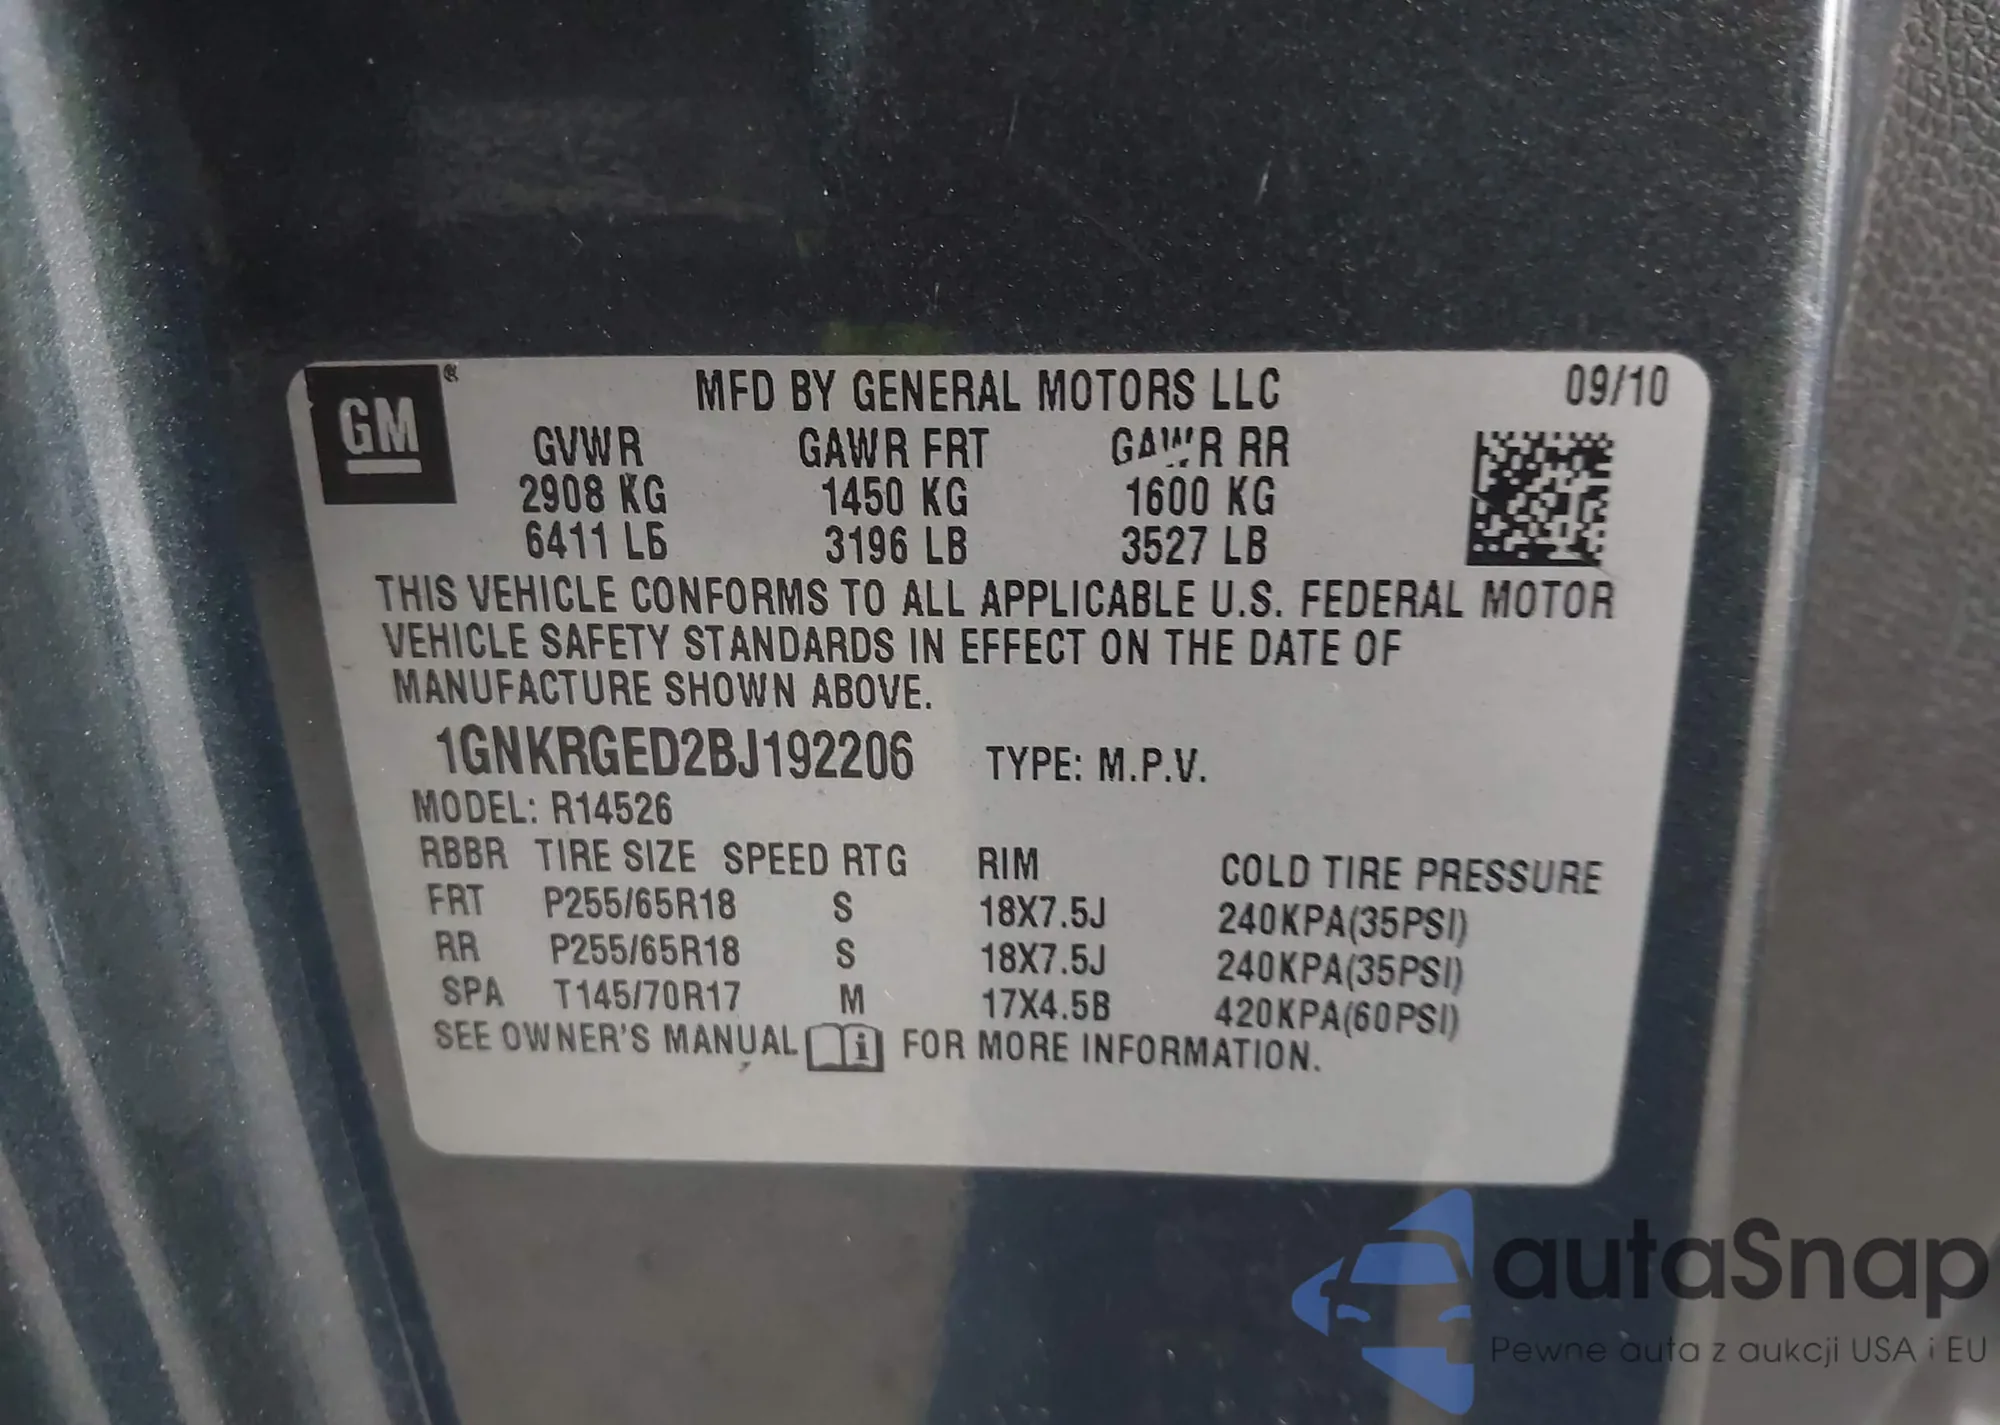 GM ®
MFD BY GENERAL MOTORS LLC 09/10
GVWR GAWR FRT GAWR RR
2908 KG 1450 KG 1600 KG
6411 LB 3196 LB 3527 LB
THIS VEHICLE CONFORMS TO ALL APPLICABLE U.S. FEDERAL MOTOR
VEHICLE SAFETY STANDARDS IN EFFECT ON THE DATE OF
MANUFACTURE SHOWN ABOVE.
1GNKRGED2BJ192206 TYPE: M.P.V.
MODEL: R14526
RBBR TIRE SIZE SPEED RTG RIM COLD TIRE PRESSURE
FRT P255/65R18 S 18X7.5J 240KPA(35PSI)
RR P255/65R18 S 18X7.5J 240KPA(35PSI)
SPA T145/70R17 M 17X4.5B 420KPA(60PSI)
SEE OWNER'S MANUAL i FOR MORE INFORMATION.
autaSnap
Pewne auta z aukcji USA i EU